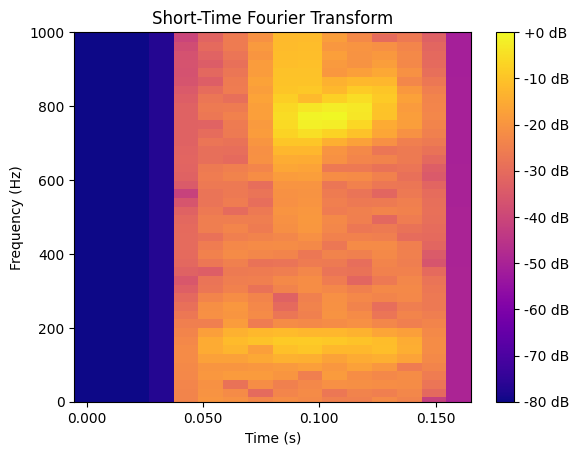 Short-Time Fourier Transform
1000
800
600
400
200
0
Frequency (Hz)
0.000
0.050
0.100
0.150
Time (s)
+0 dB
-10 dB
-20 dB
-30 dB
-40 dB
-50 dB
-60 dB
-70 dB
-80 dB